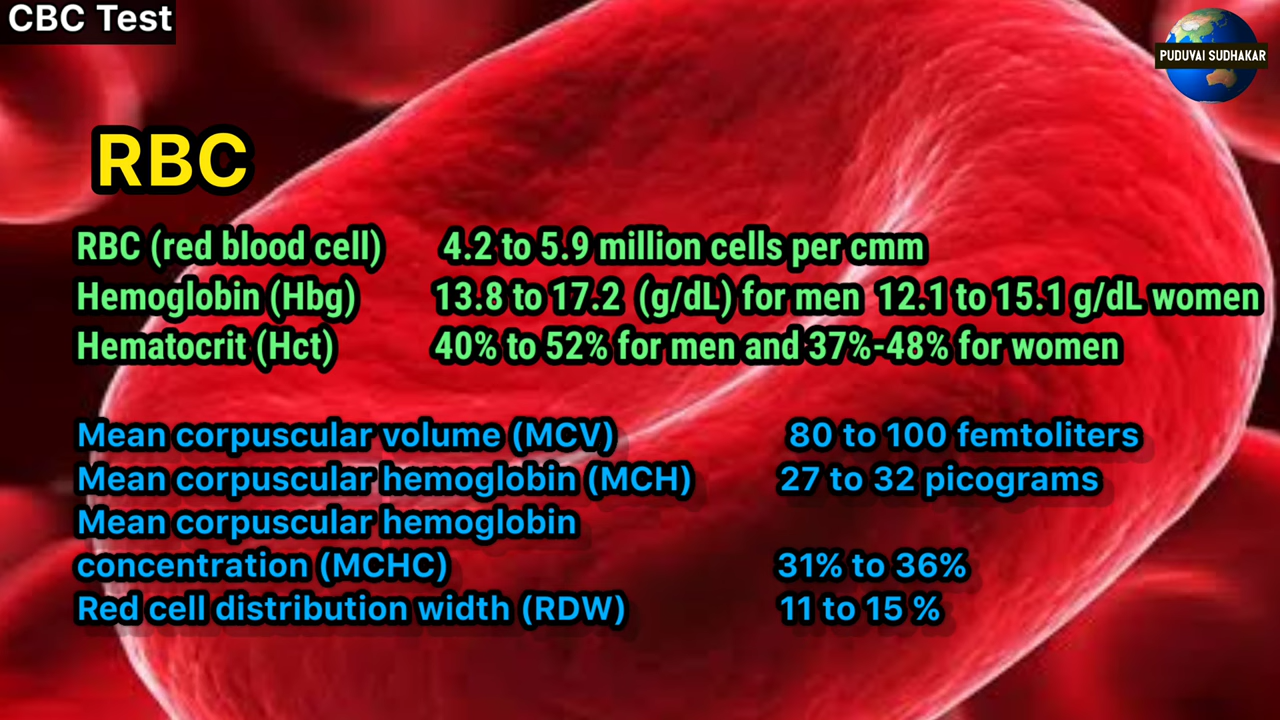 CBC Test
PUDUVAI SUDHAKAR
RBC
RBC (red blood cell) 4.2 to 5.9 million cells per cmm
Hemoglobin (Hbg) 13.8 to 17.2 (g/dL) for men 12.1 to 15.1 g/dL women
Hematocrit (Hct) 40% to 52% for men and 37%-48% for women
Mean corpuscular volume (MCV) 80 to 100 femtoliters
Mean corpuscular hemoglobin (MCH) 27 to 32 picograms
Mean corpuscular hemoglobin
concentration (MCHC) 31% to 36%
Red cell distribution width (RDW) 11 to 15 %